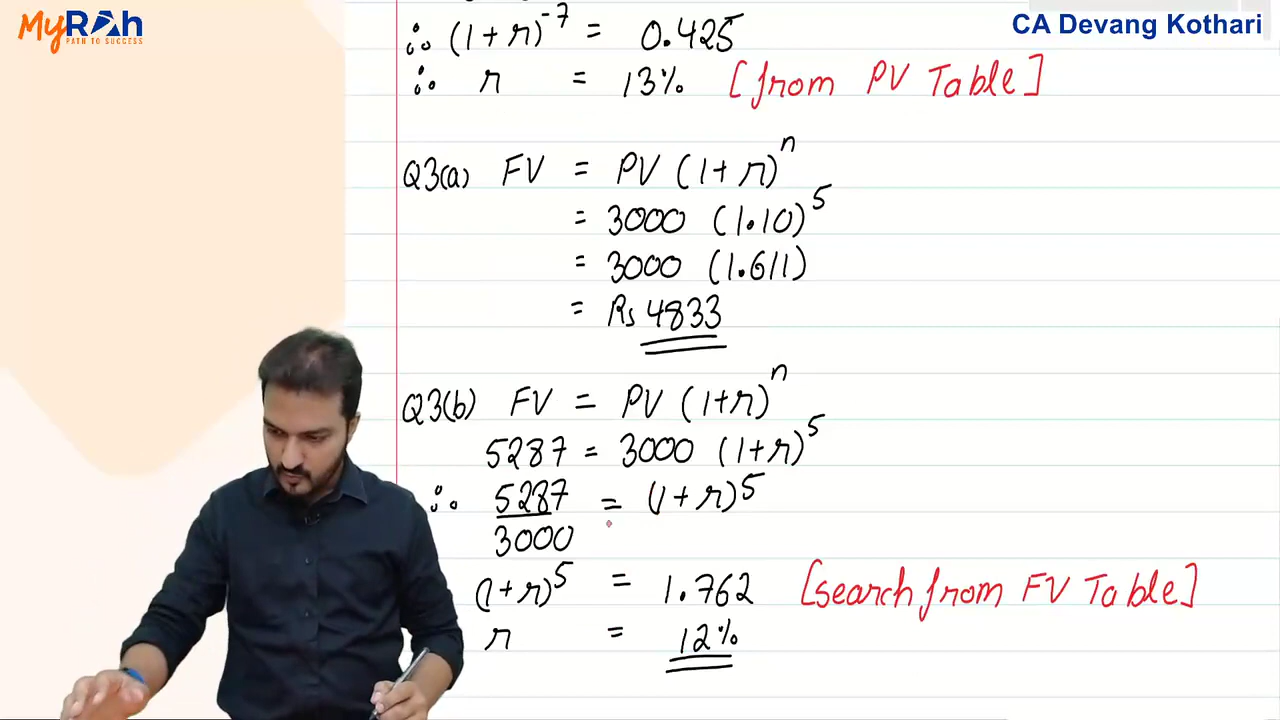 MyRAh
PATH TO SUCCESS
CA Devang Kothari
∴ (1+r)^-7 = 0.425
∴ r = 13% [from PV Table]
Q3(a) FV = PV (1+r)^n
= 3000 (1.10)^5
= 3000 (1.611)
= Rs 4833
Q3(b) FV = PV (1+r)^n
5287 = 3000 (1+r)^5
∴ 5287 = (1+r)^5
3000
(1+r)^5 = 1.762 [search from FV Table]
r = 12%